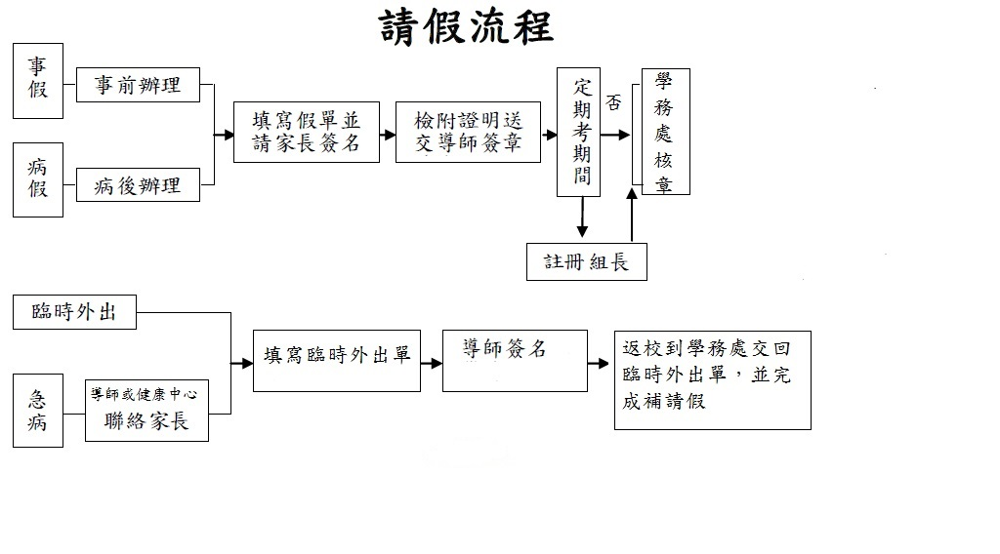 請假流程
事假
事前辦理
病假
病後辦理
填寫假單並
請家長簽名
檢附證明送
交導師簽章
定期考期間
否
學務處核章
註冊組長
臨時外出
急病
導師或健康中心
聯絡家長
填寫臨時外出單
導師簽名
返校到學務處交回
臨時外出單，並完
成補請假